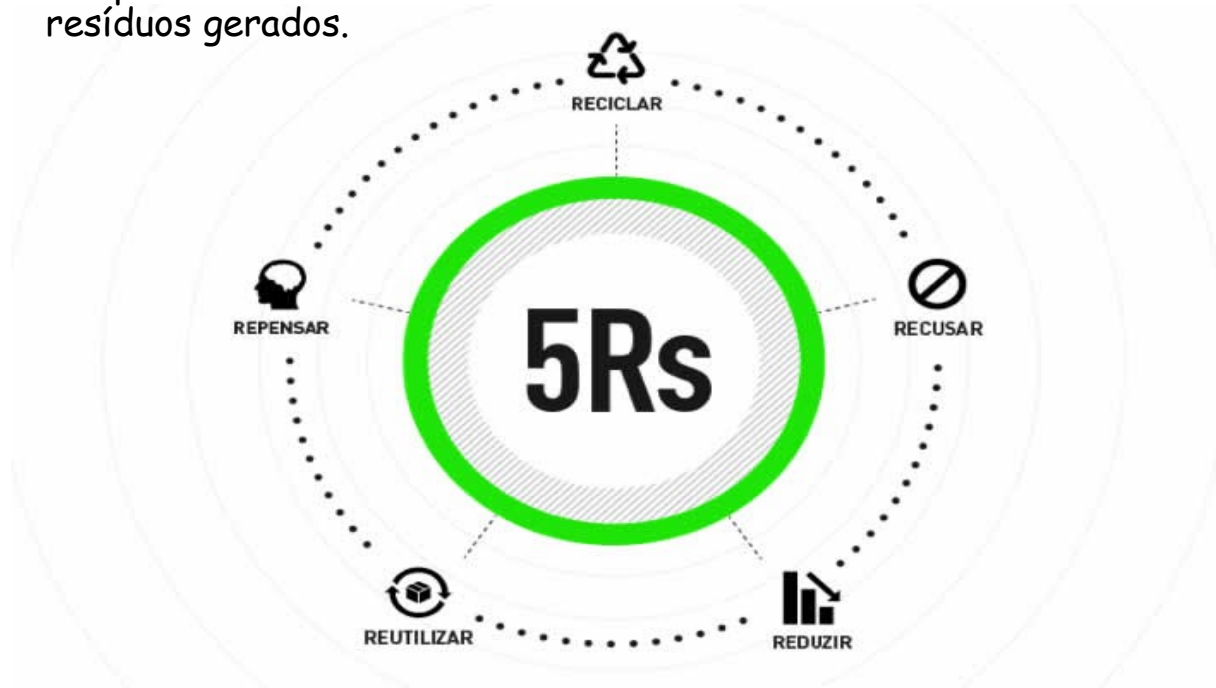 resíduos gerados.
RECICLAR
REPENSAR
RECUSAR
5Rs
REUTILIZAR
REDUZIR